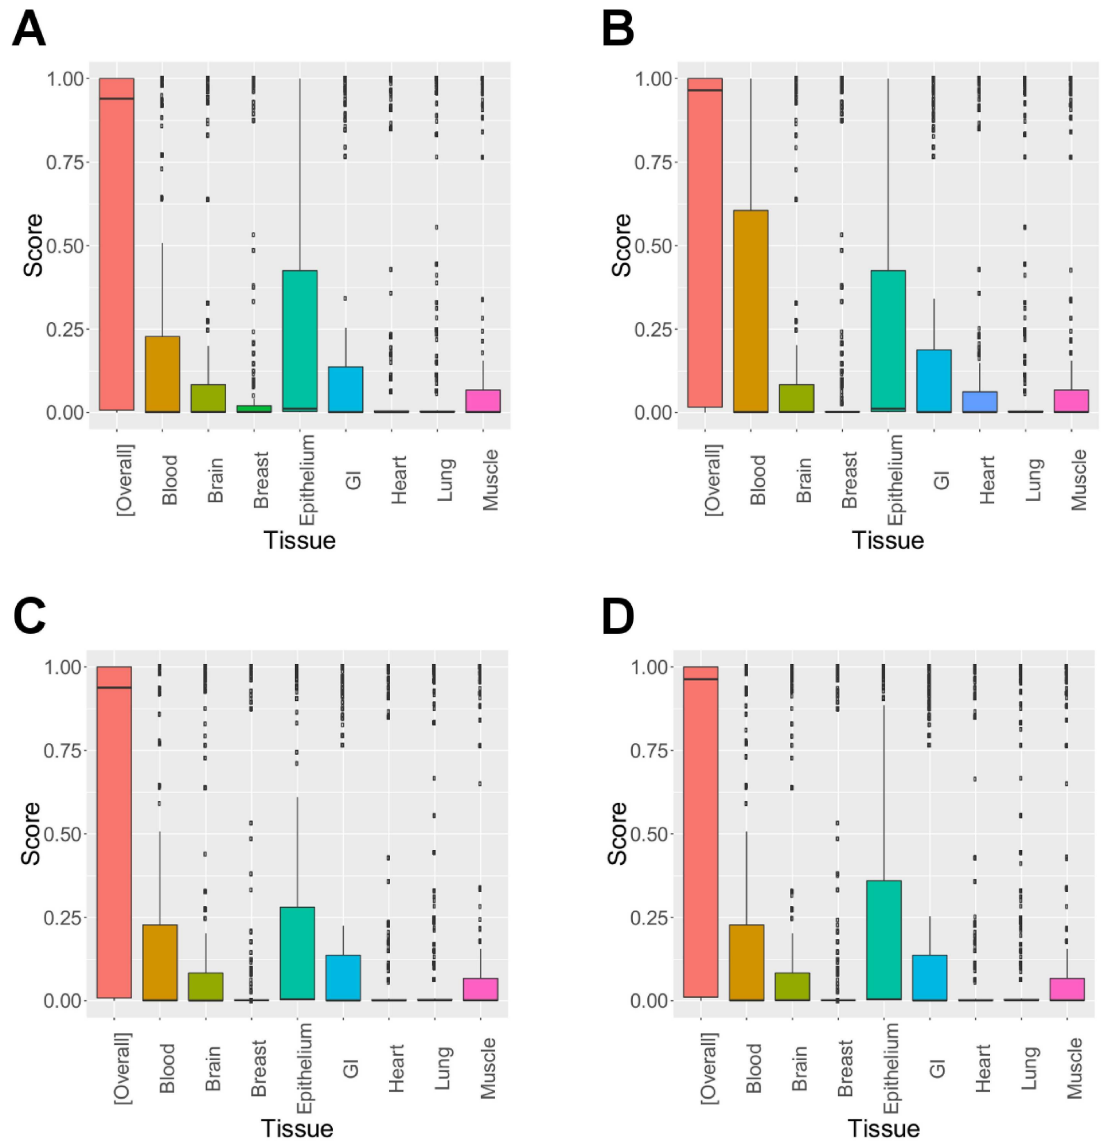 A
Score
1.00
0.75
0.50
0.25
0.00
[Overall]
Blood
Brain
Breast
Epithelium
GI
Heart
Lung
Muscle
Tissue
B
Score
1.00
0.75
0.50
0.25
0.00
[Overall]
Blood
Brain
Breast
Epithelium
GI
Heart
Lung
Muscle
Tissue
C
Score
1.00
0.75
0.50
0.25
0.00
[Overall]
Blood
Brain
Breast
Epithelium
GI
Heart
Lung
Muscle
Tissue
D
Score
1.00
0.75
0.50
0.25
0.00
[Overall]
Blood
Brain
Breast
Epithelium
GI
Heart
Lung
Muscle
Tissue